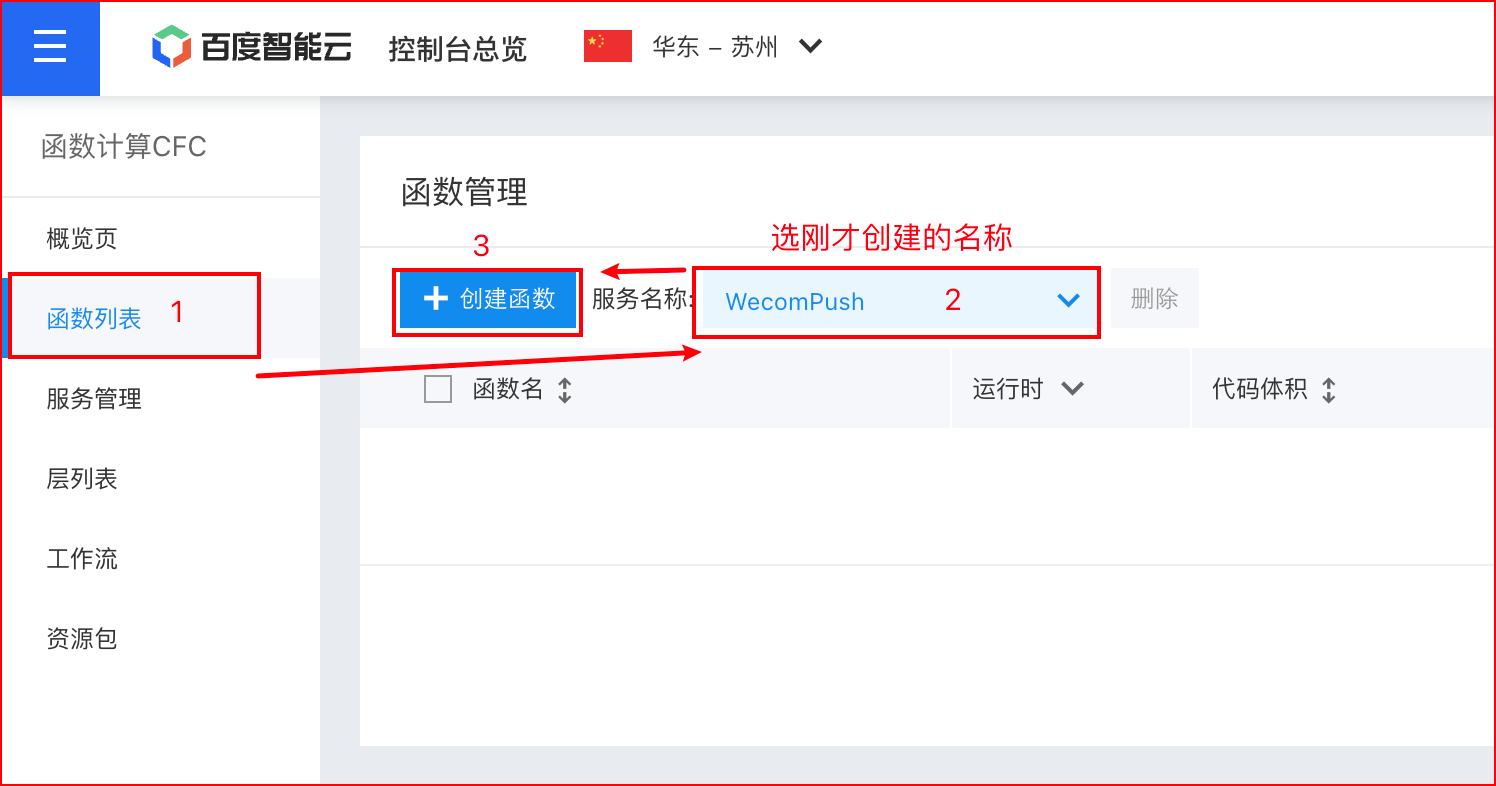 百度智能云 控制台总览 华东 – 苏州
函数计算CFC
概览页
函数列表 1
服务管理
层列表
工作流
资源包
函数管理
3 选刚才创建的名称
创建函数 服务名称: WecomPush 2 删除
函数名 运行时 代码体积